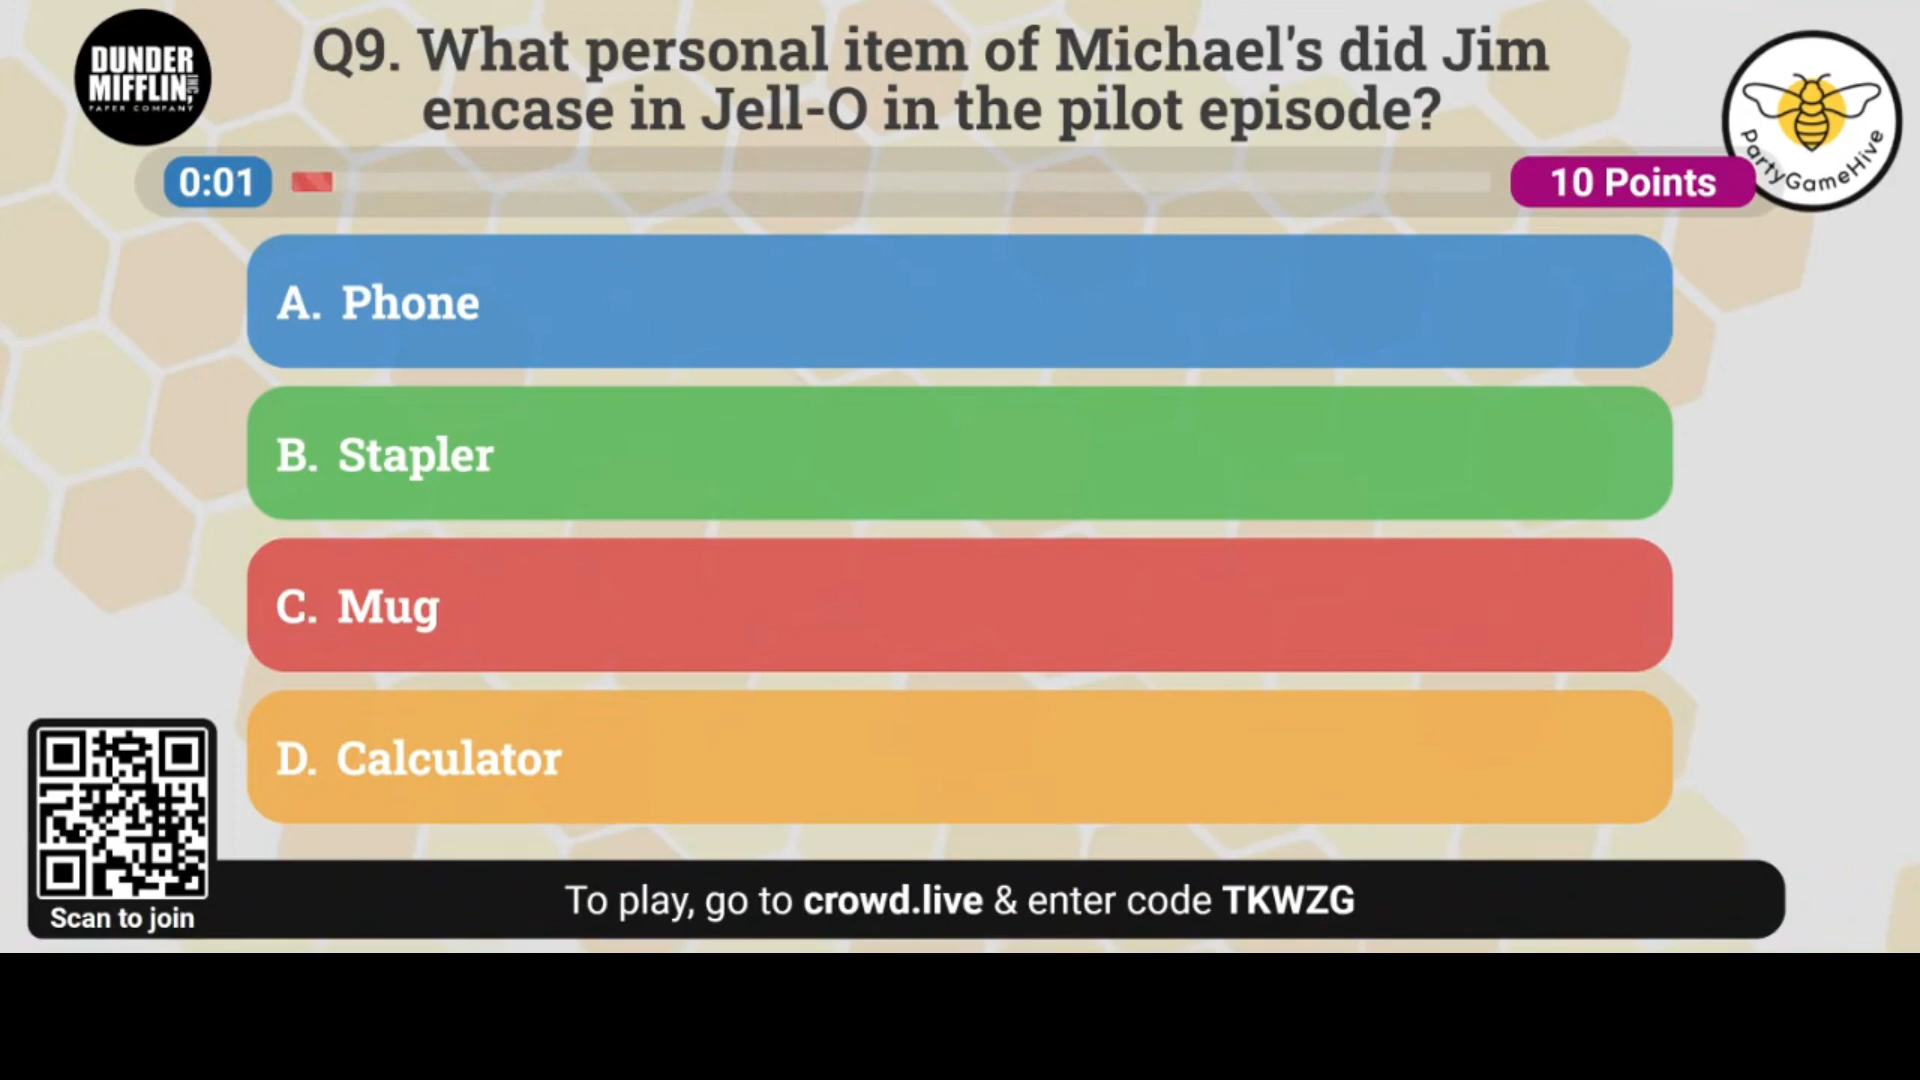 DUNDER
MIFFLIN, INC
PAPER COMPANY
Q9. What personal item of Michael's did Jim
encase in Jell-O in the pilot episode?
PartyGameHive
0:01
10 Points
A. Phone
B. Stapler
C. Mug
D. Calculator
Scan to join
To play, go to crowd.live & enter code TKWZG